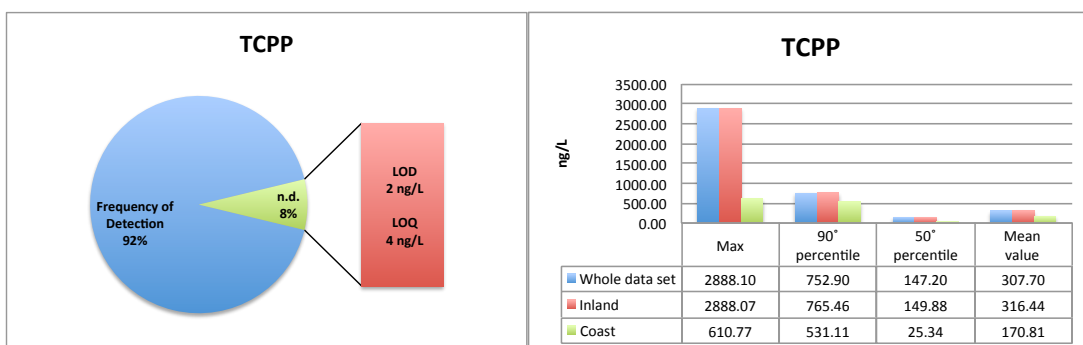 TCPP
Frequency of
Detection
92%
n.d.
8%
LOD
2 ng/L
LOQ
4 ng/L
TCPP
ng/L
3500.00
3000.00
2500.00
2000.00
1500.00
1000.00
500.00
0.00
Max 90˚ percentile 50˚ percentile Mean value
Whole data set 2888.10 752.90 147.20 307.70
Inland 2888.07 765.46 149.88 316.44
Coast 610.77 531.11 25.34 170.81